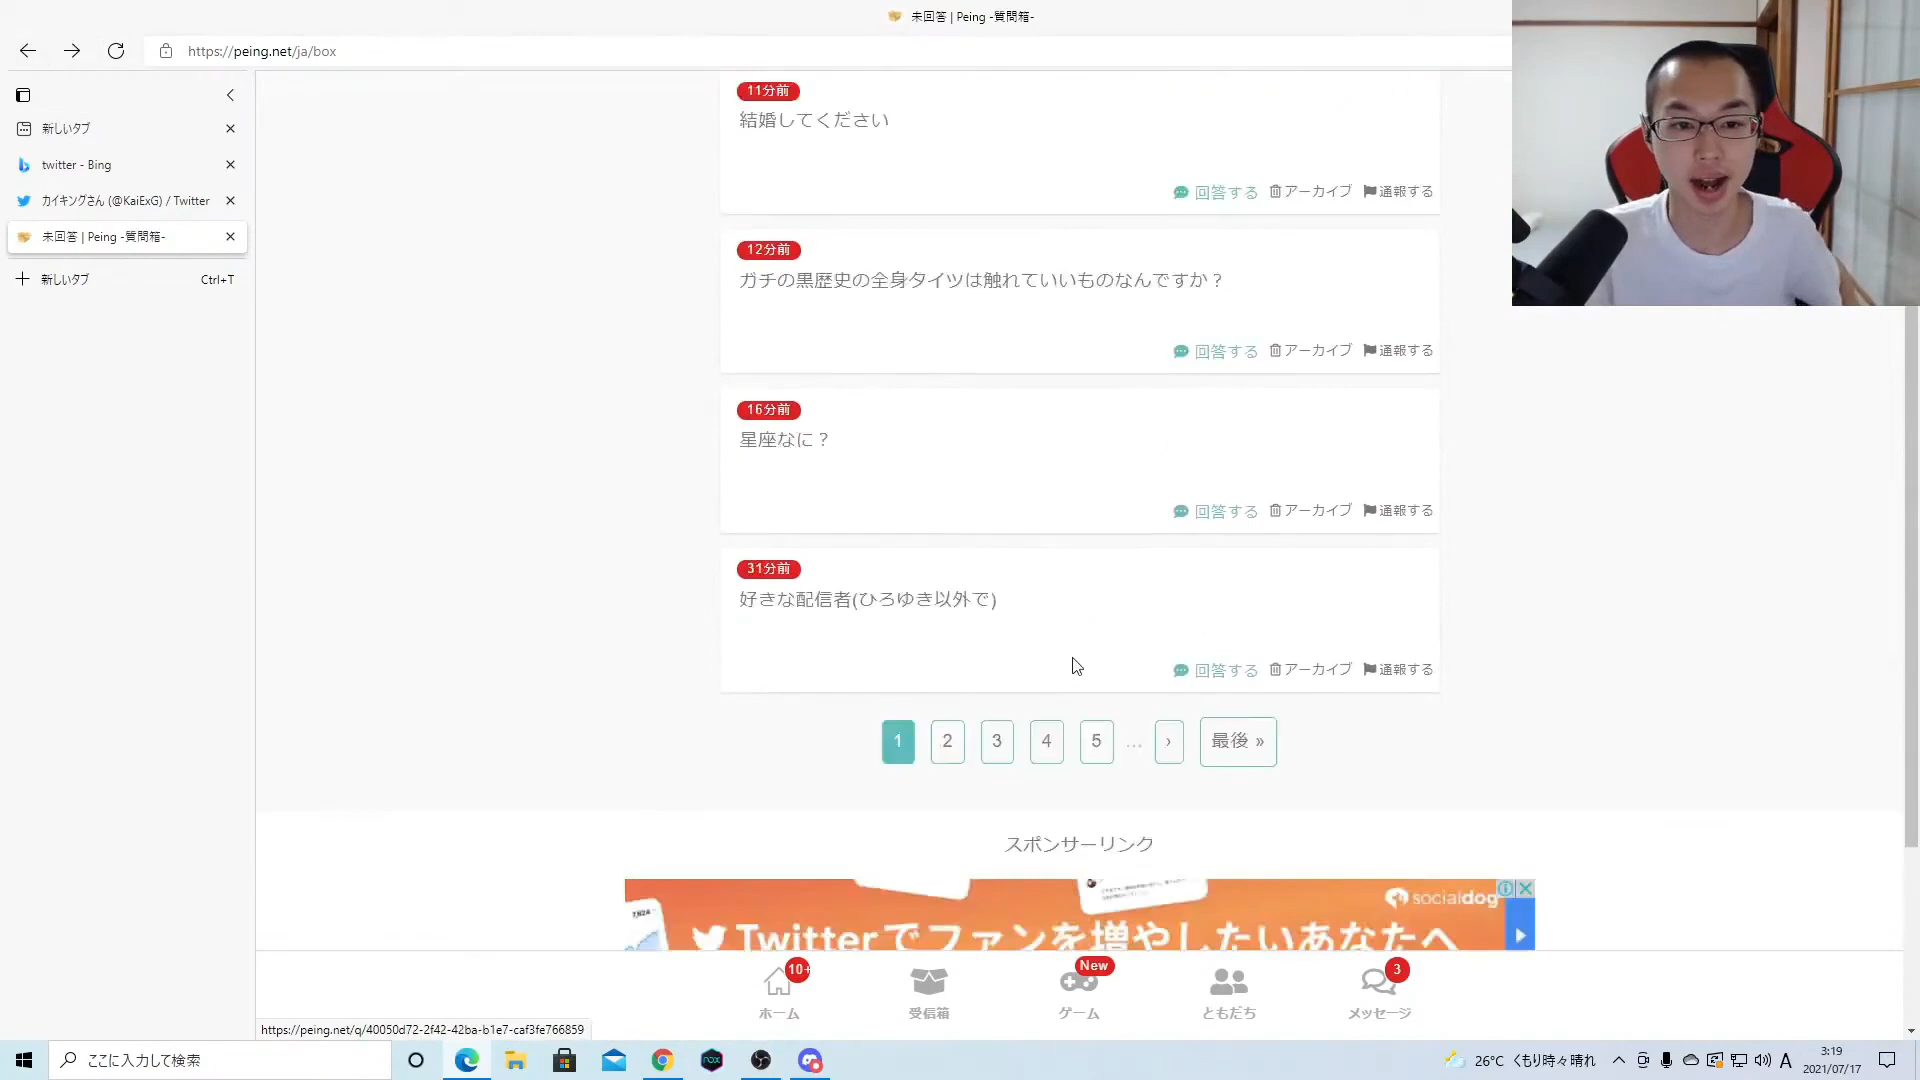 未回答 | Peing -質問箱-
https://peing.net/ja/box
新しいタブ
twitter - Bing
カイキングさん (@KaiExG) / Twitter
未回答 | Peing -質問箱-
新しいタブ Ctrl+T
11分前
結婚してください
回答する アーカイブ 通報する
12分前
ガチの黒歴史の全身タイツは触れていいものなんですか？
回答する アーカイブ 通報する
16分前
星座なに？
回答する アーカイブ 通報する
31分前
好きな配信者(ひろゆき以外で)
回答する アーカイブ 通報する
1 2 3 4 5 … › 最後 »
スポンサーリンク
socialdog
Twitterでファンを増やしたいあなたへ
10+ New 3
ホーム 受信箱 ゲーム ともだち メッセージ
https://peing.net/q/40050d72-2f42-42ba-b1e7-caf3fe766859
ここに入力して検索
nox
26°C くもり時々晴れ
A
3:19
2021/07/17